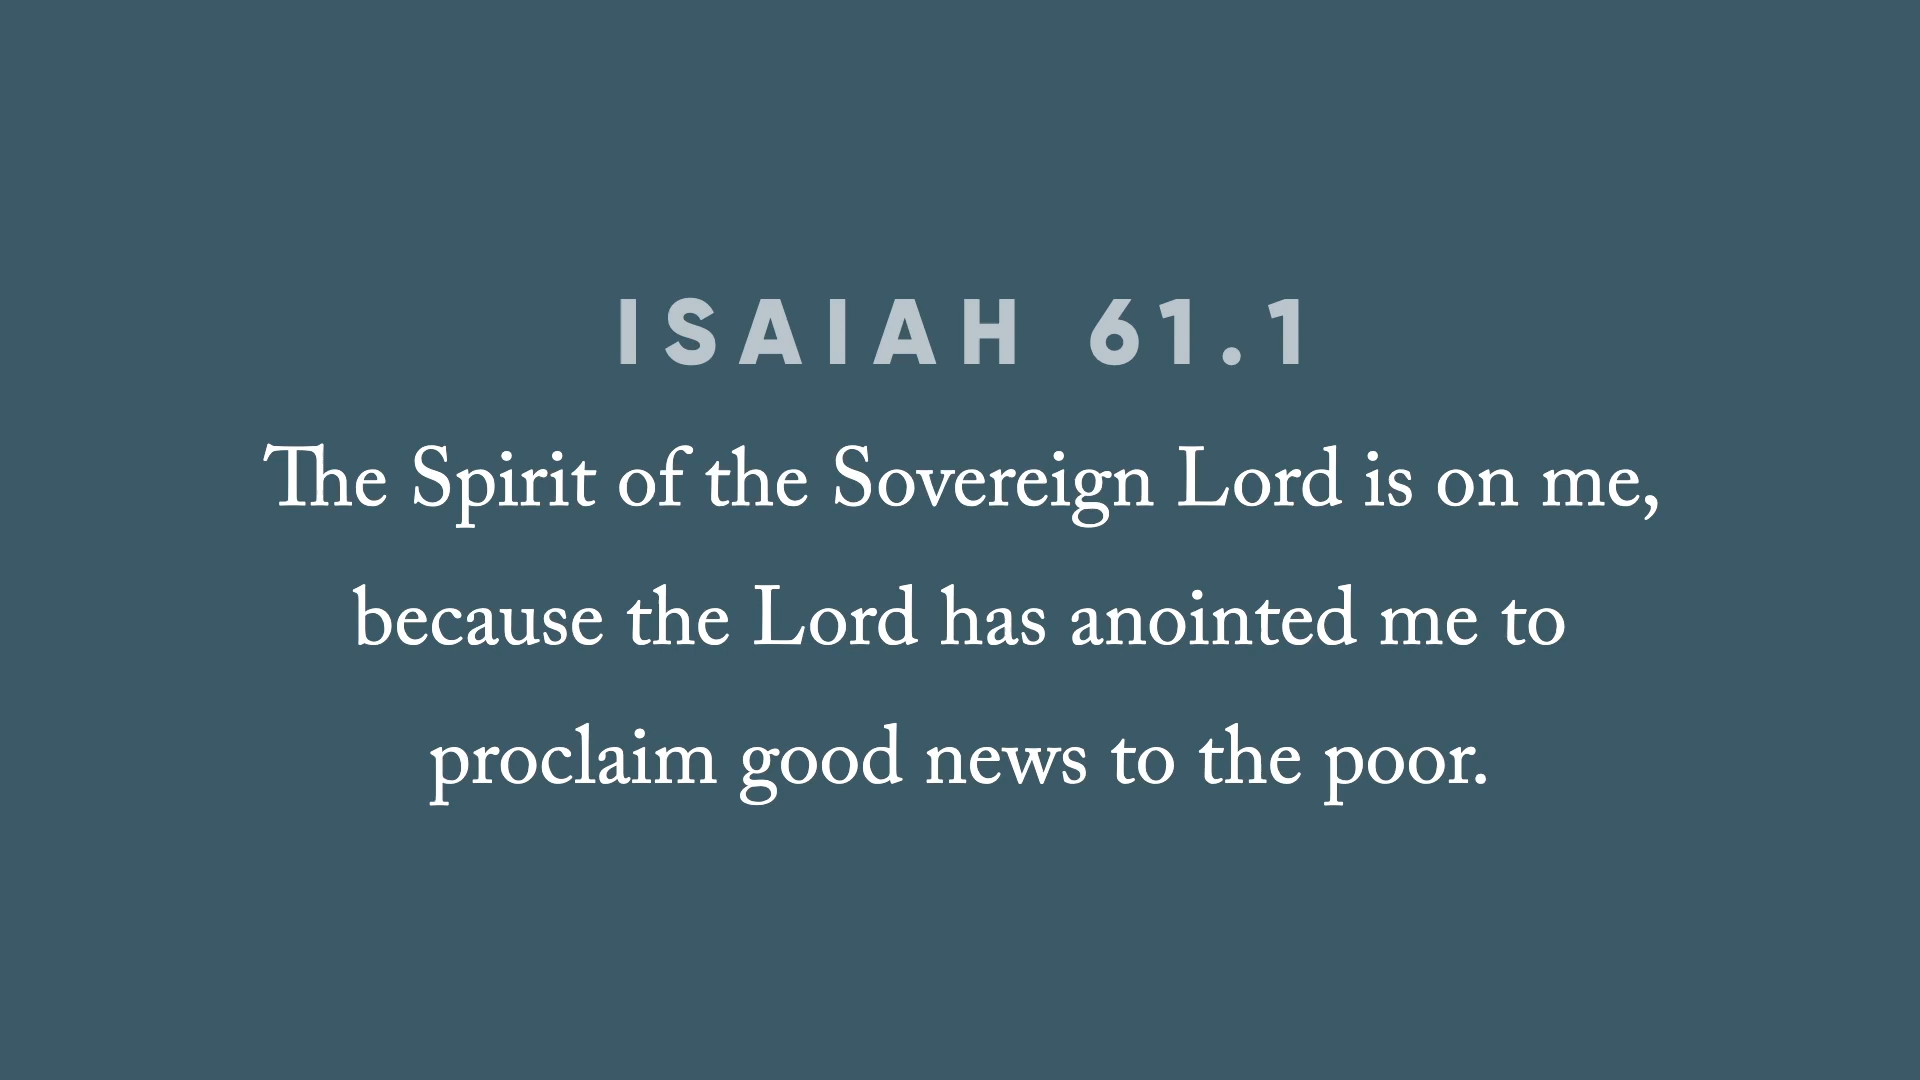 ISAIAH 61.1
The Spirit of the Sovereign Lord is on me,
because the Lord has anointed me to
proclaim good news to the poor.